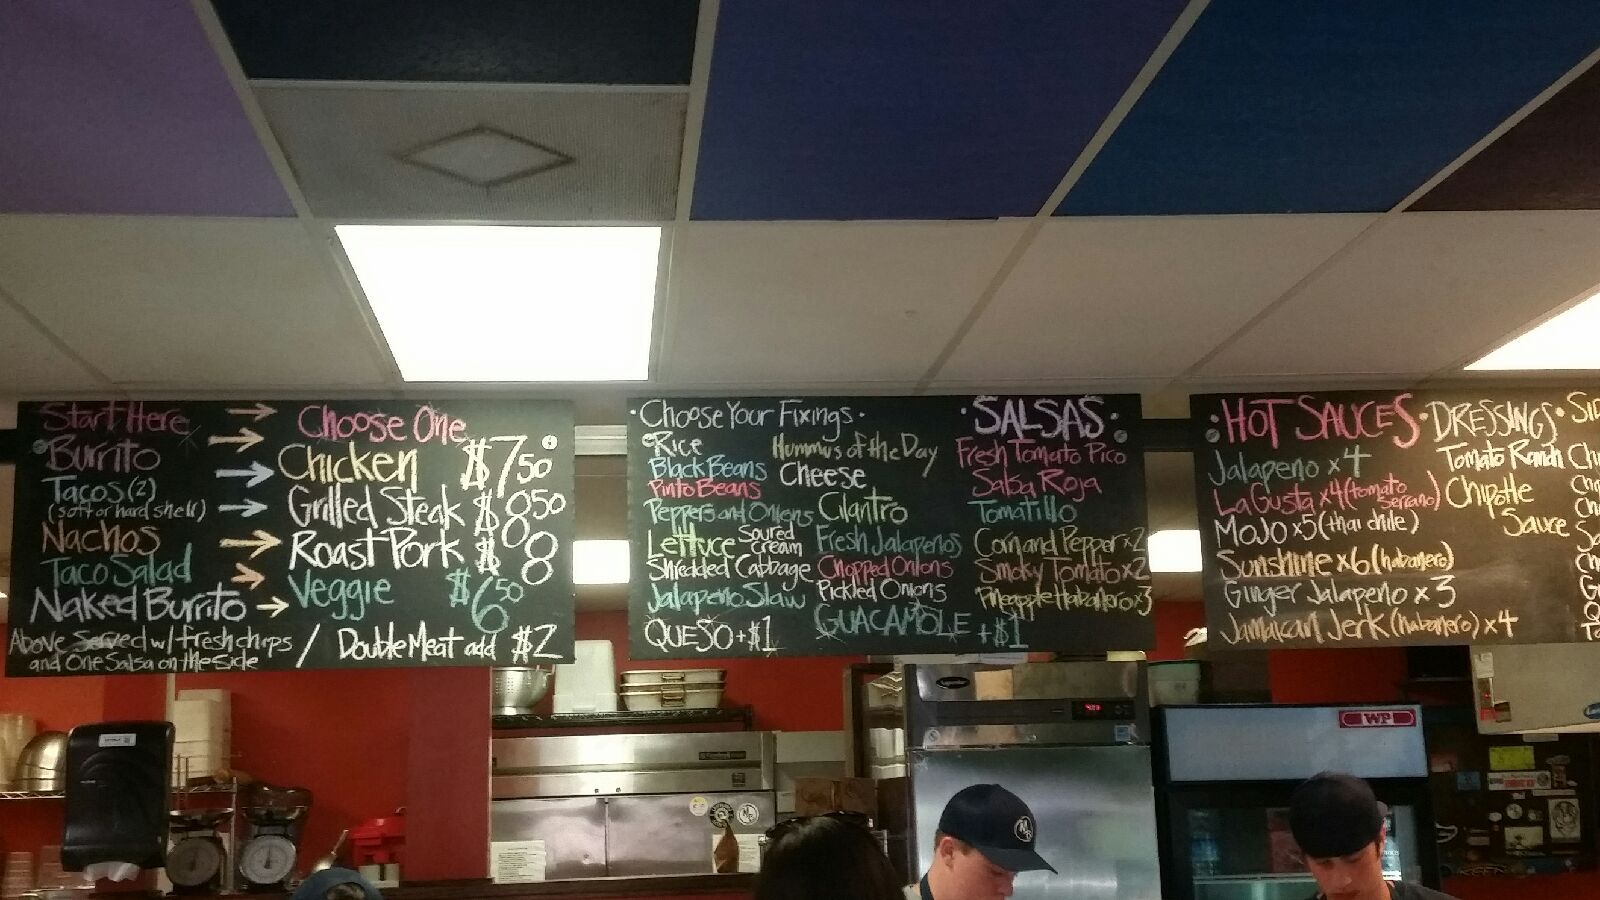 Start Here
Choose One
Burrito
Chicken $7 50
Tacos (2)
(soft or hard shell)
Grilled Steak $8 50
Nachos
Roast Pork $8
Taco Salad
Veggie $6 50
Naked Burrito
Above Served w/ fresh chips
and One Salsa on the Side
/ Double Meat add $2
• Choose Your Fixings •
Rice
Black Beans
Pinto Beans
Peppers and Onions
Lettuce
Shredded Cabbage
Jalapeno Slaw
QUESO + $1
Hummus of the Day
Cheese
Cilantro
Soured
Cream
Fresh Jalapeños
Chopped Onions
Pickled Onions
GUACAMOLE + $1
• SALSAS •
Fresh Tomato Pico
Salsa Roja
Tomatillo
Corn and Pepper x2
Smoky Tomato x2
Pineapple Habanero x3
• HOT SAUCES •
Jalapeno x 4
La Gusta x4 (tomato
Serrano)
MOJO x5 (thai chile)
Sunshine x6 (habanero)
Ginger Jalapeno x 3
Jamaican Jerk (habanero) x 4
DRESSINGS •
Tomato Ranch
Chipotle
Sauce
WP